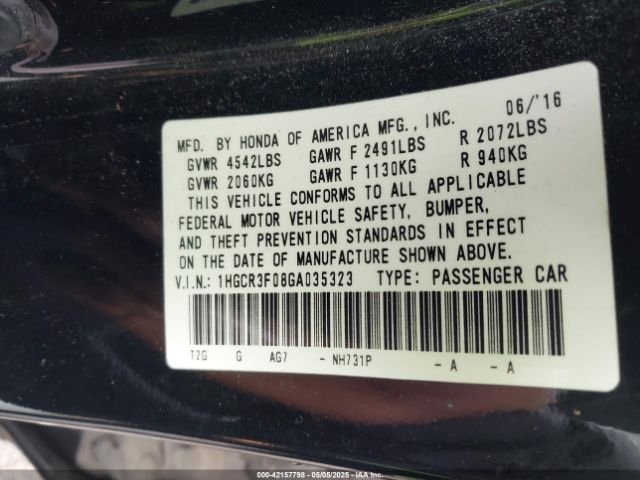 MFD. BY HONDA OF AMERICA MFG., INC. 06/'16
GVWR 4542LBS GAWR F 2491LBS R 2072LBS
GVWR 2060KG GAWR F 1130KG R 940KG
THIS VEHICLE CONFORMS TO ALL APPLICABLE
FEDERAL MOTOR VEHICLE SAFETY, BUMPER,
AND THEFT PREVENTION STANDARDS IN EFFECT
ON THE DATE OF MANUFACTURE SHOWN ABOVE.
V.I.N.: 1HGCR3F08GA035323 TYPE: PASSENGER CAR
T2G G AG7 - NH731P - A - A
000-42157798 - 05/05/2025 - IAAI.com